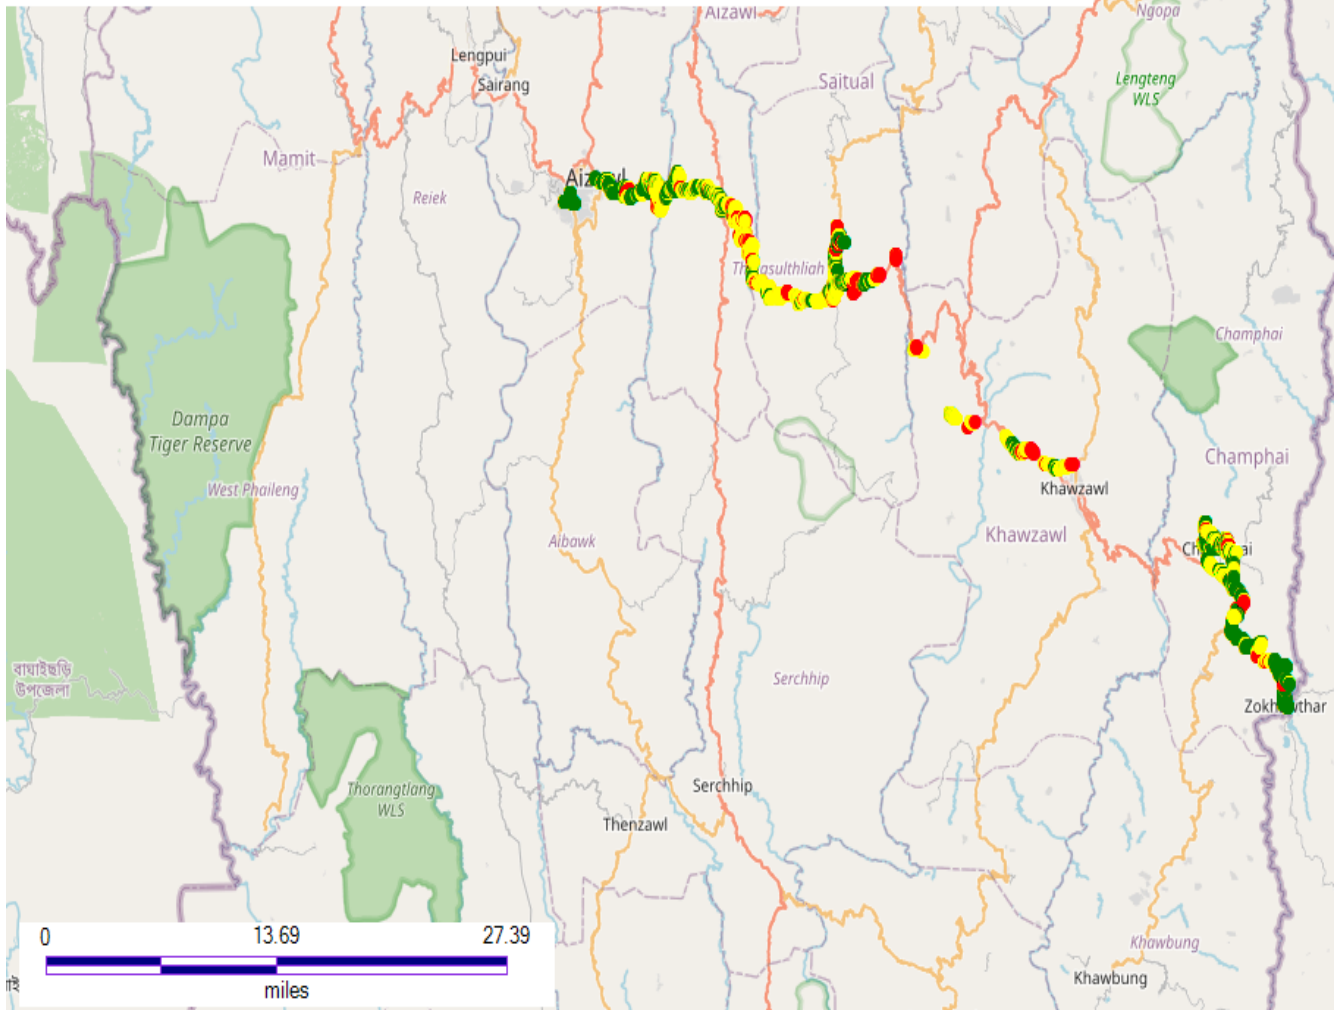 Aizawl
Ngopa
Lengpui
Sairang
Saitual
Lengteng
WLS
Mamit
Reiek
Champhai
Dampa
Tiger Reserve
West Phaileng
Champhai
Khawzawl
Khawzawl
Aibawk
বাঘাইছড়ি
উপজেলা
Serchhip
Thorangtlang
WLS
Serchhip
Thenzawl
Khawbung
Khawbung
0 13.69 27.39
miles